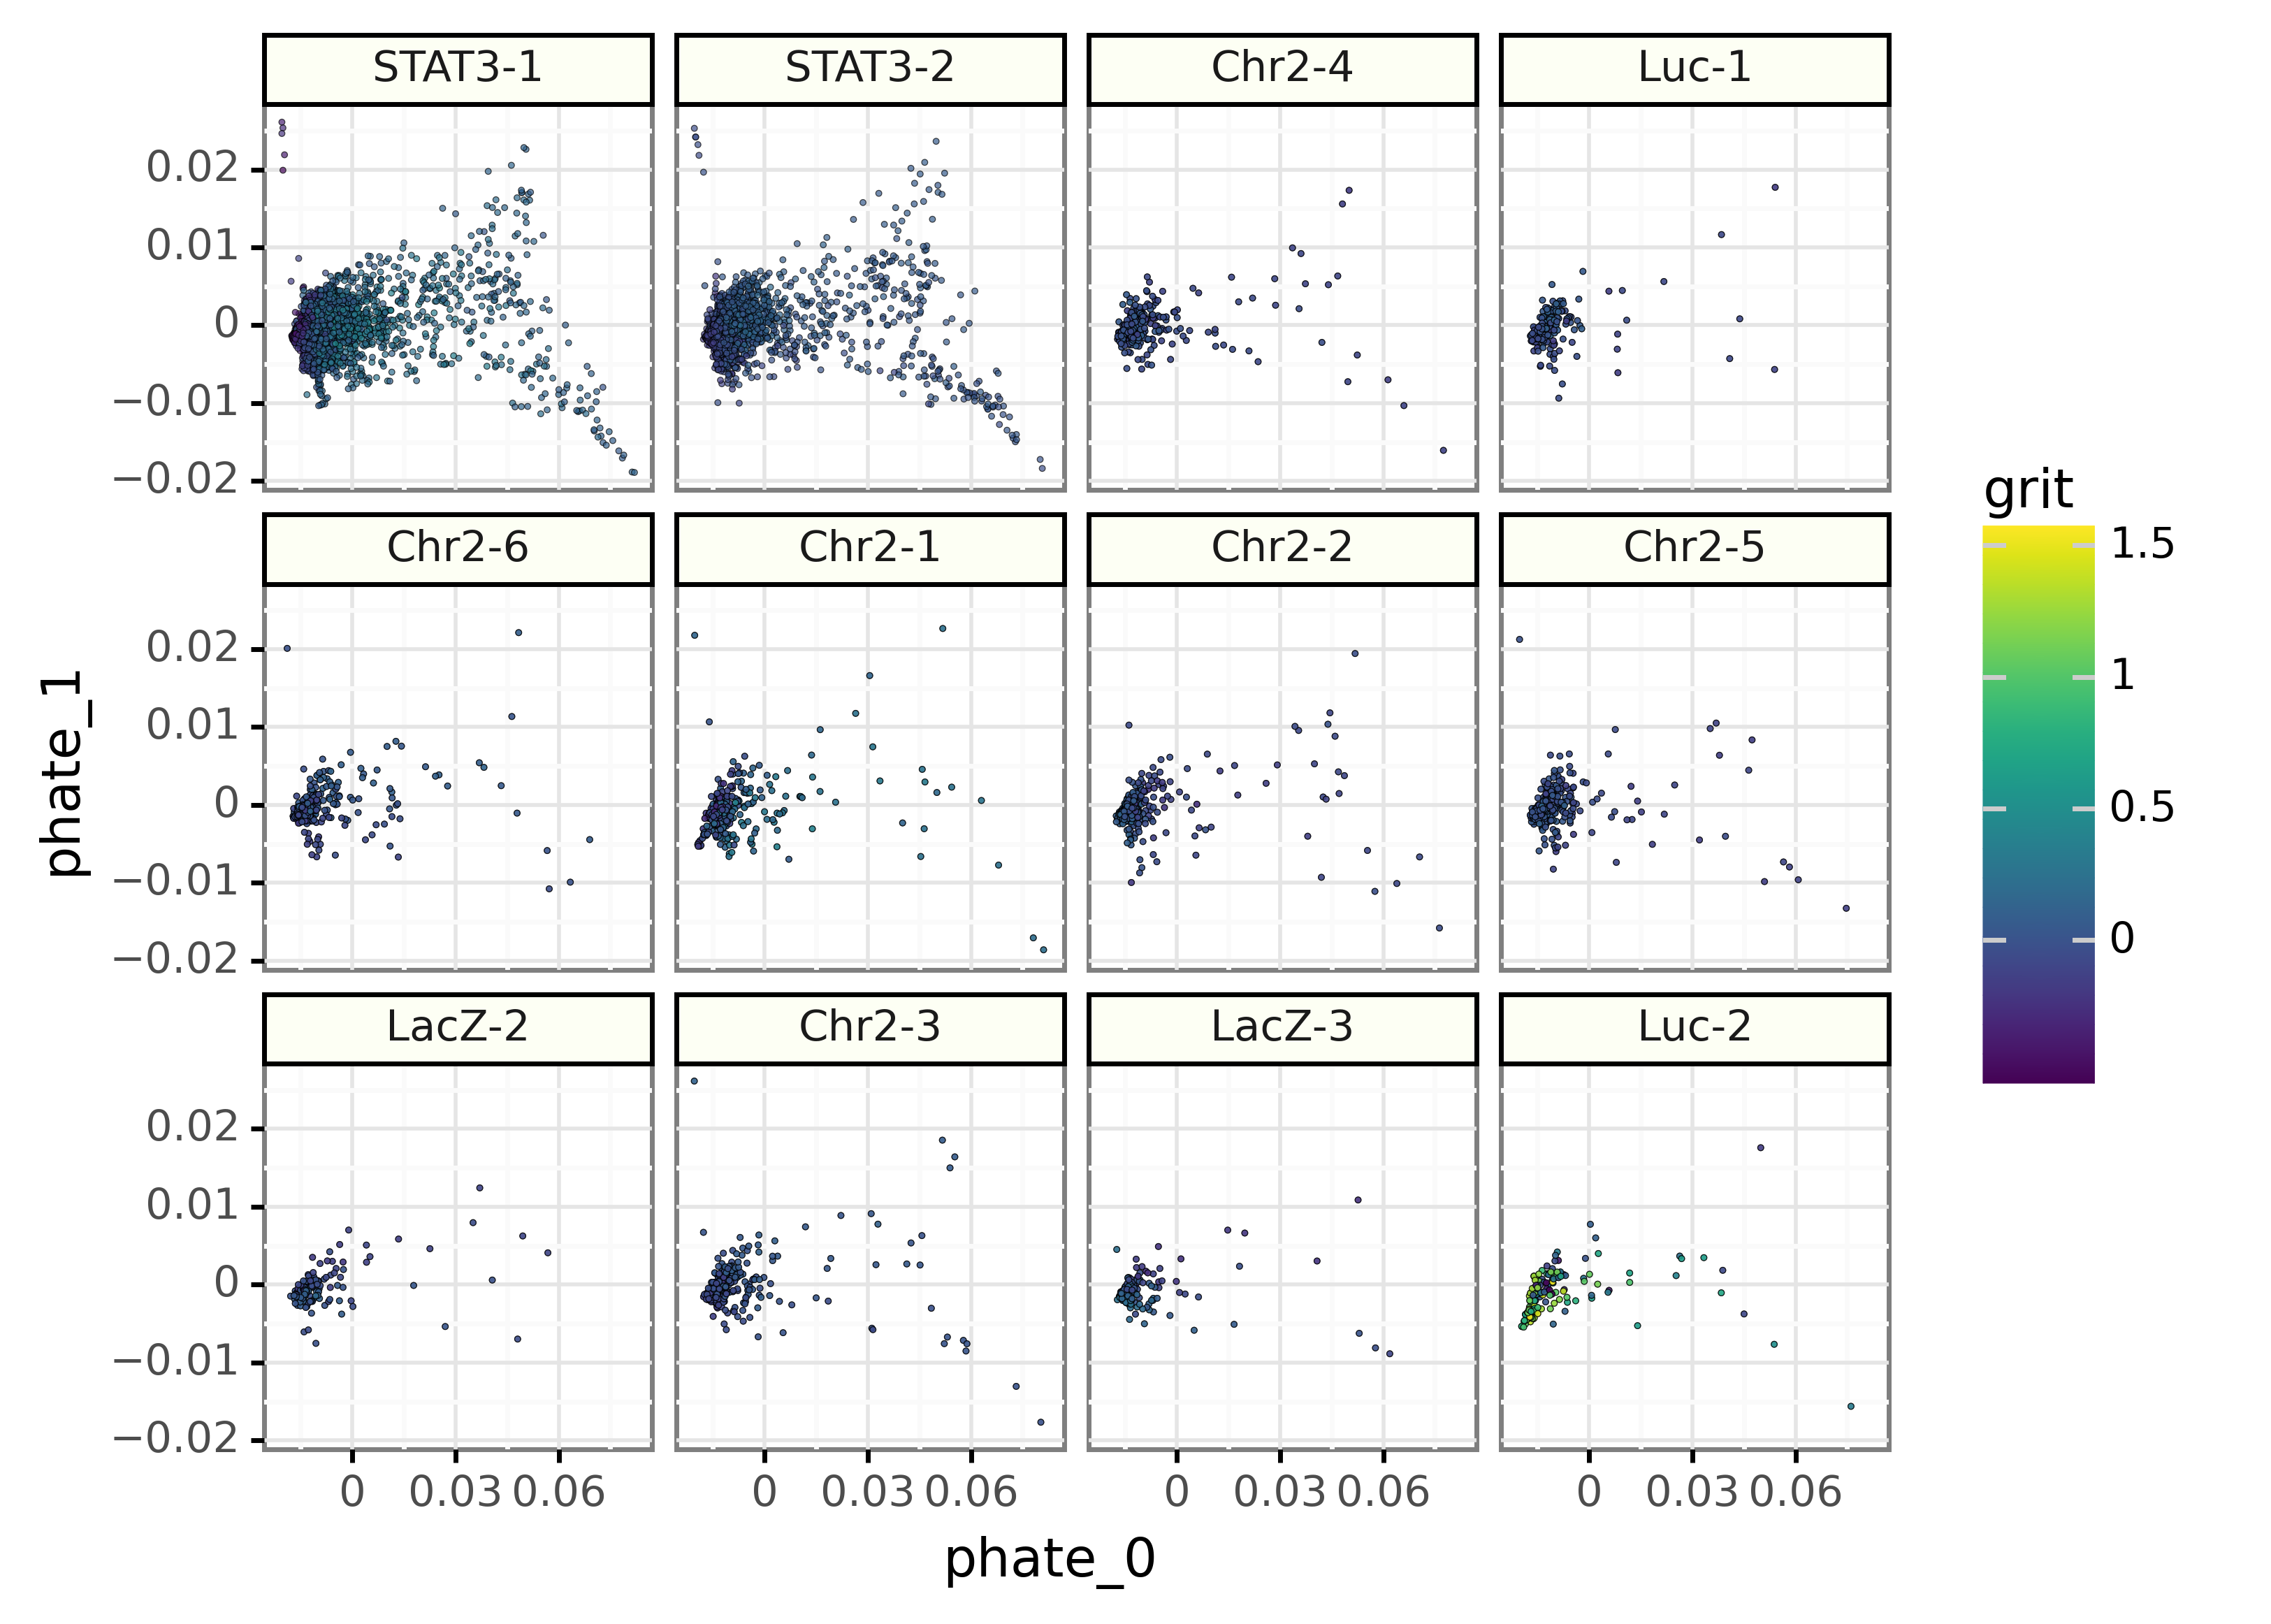 STAT3-1 STAT3-2 Chr2-4 Luc-1
0.02
0.01
0
−0.01
−0.02
Chr2-6 Chr2-1 Chr2-2 Chr2-5
0.02
0.01
0
−0.01
−0.02
LacZ-2 Chr2-3 LacZ-3 Luc-2
0.02
0.01
0
−0.01
−0.02
0 0.03 0.06 0 0.03 0.06 0 0.03 0.06 0 0.03 0.06
phate_0
phate_1
grit
1.5
1
0.5
0